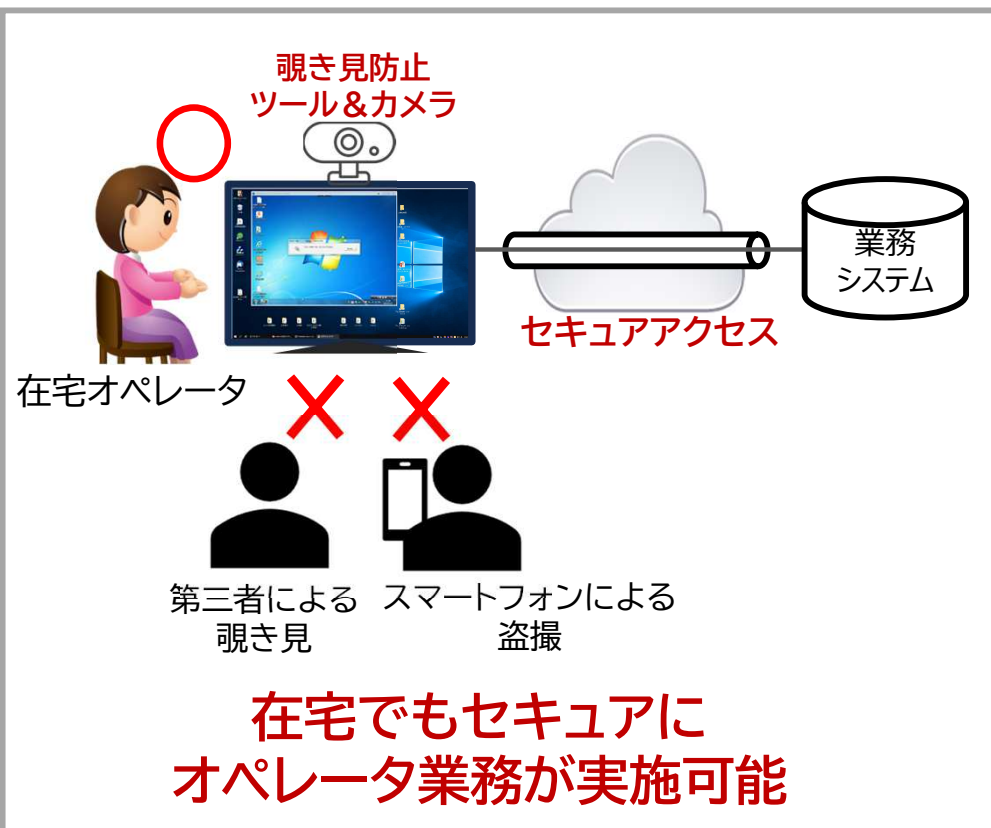 覗き見防止
ツール＆カメラ
業務
システム
セキュアアクセス
在宅オペレータ
第三者による
覗き見
スマートフォンによる
盗撮
在宅でもセキュアに
オペレータ業務が実施可能